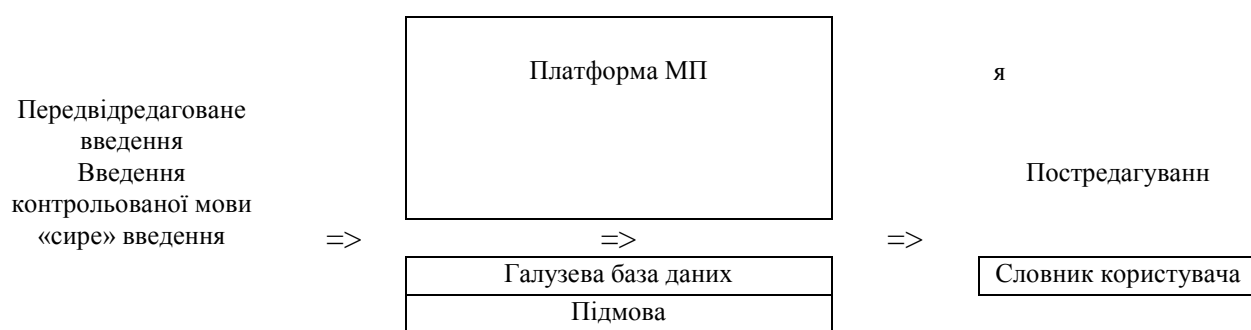 Платформа МП
я
Передвідредаговане
введення
Введення
контрольованої мови
«сире» введення
Постредагуванн
=>
=>
=>
Галузева база даних
Словник користувача
Підмова